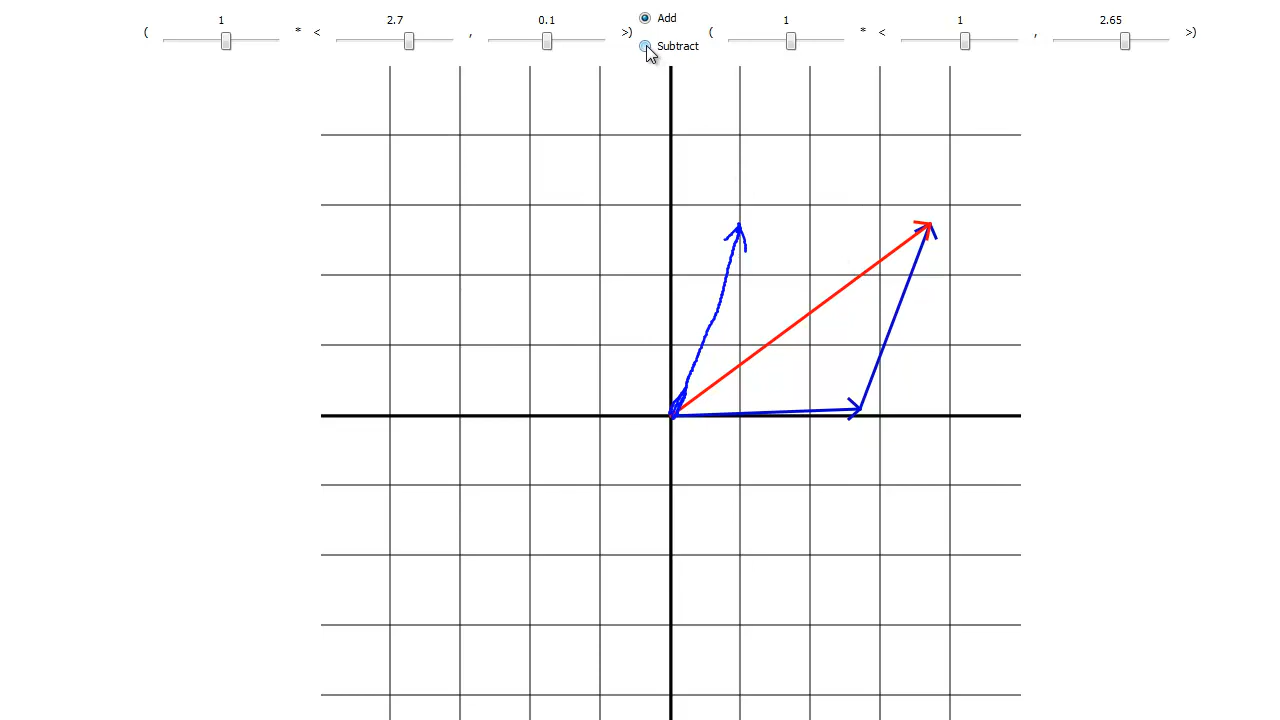 ( 1 * < 2.7 , 0.1 >) Add ( 1 * < 1 , 2.65 >)
Subtract